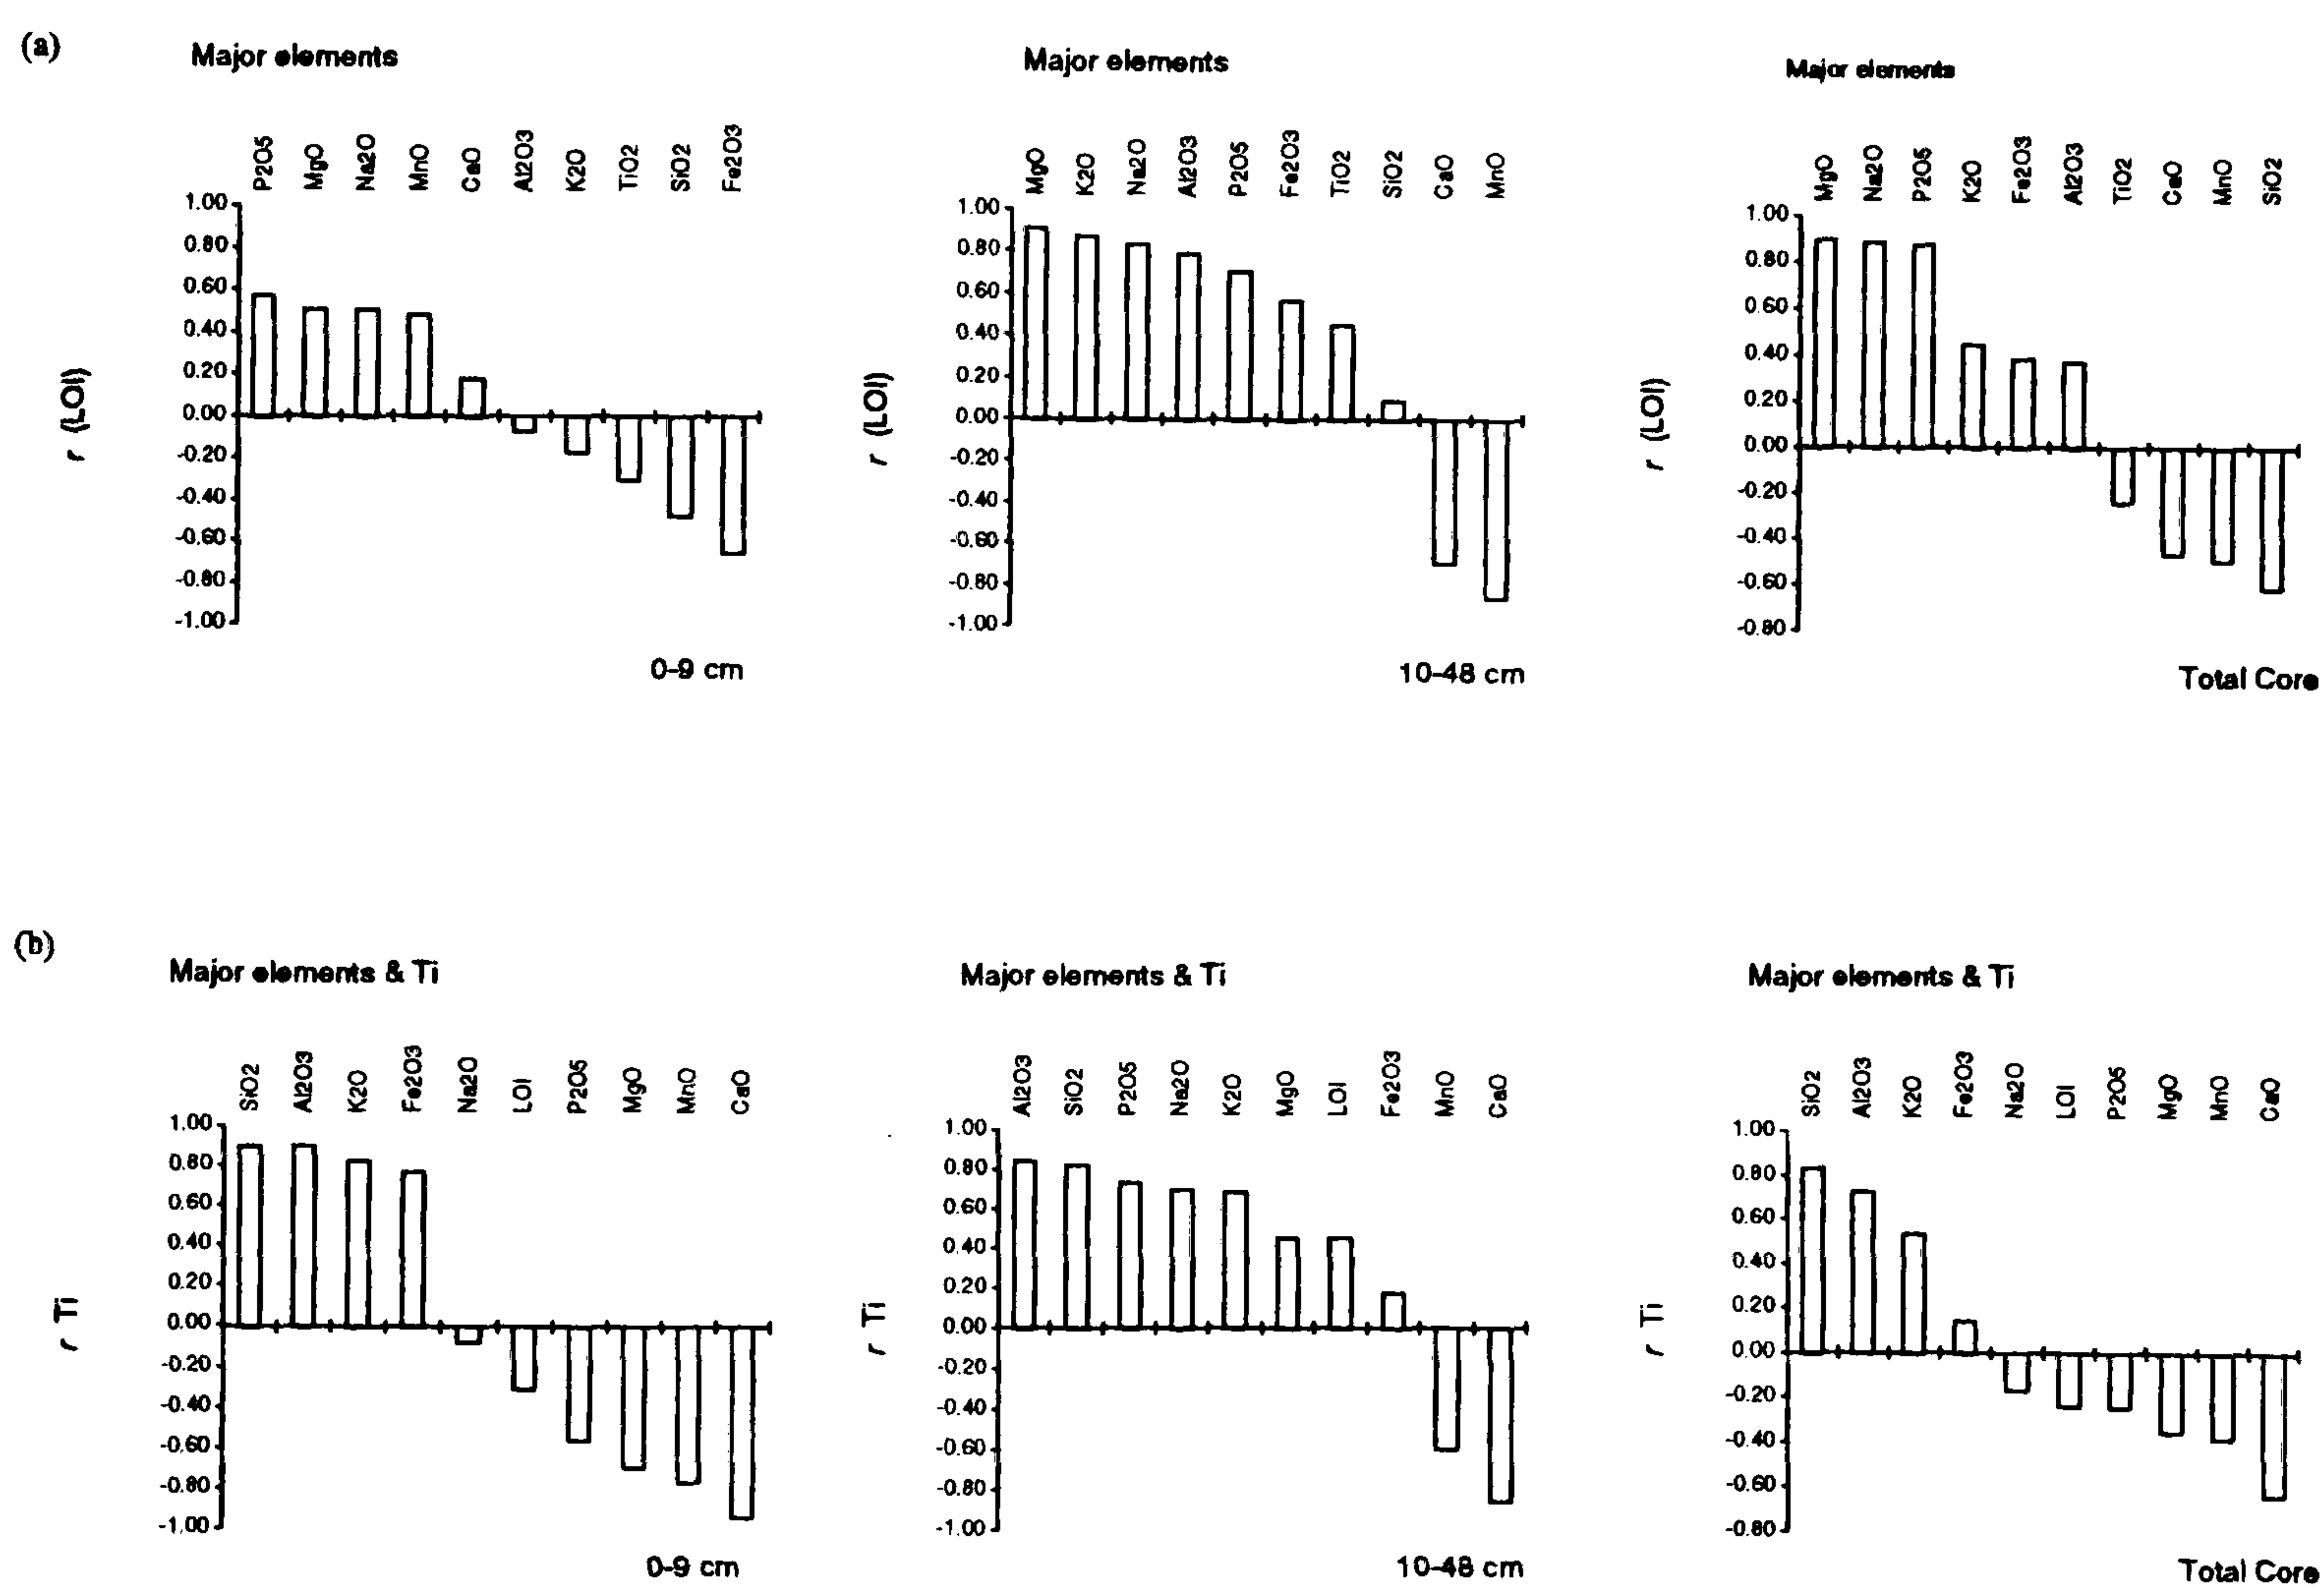 (a)
Major elements
P2O5 MgO Na2O MnO CaO Al2O3 K2O TiO2 SiO2 Fe2O3
1.00
0.80
0.60
0.40
0.20
0.00
-0.20
-0.40
-0.60
-0.80
-1.00
r (LOI)
0-9 cm
Major elements
MgO K2O Na2O Al2O3 P2O5 Fe2O3 TiO2 SiO2 CaO MnO
1.00
0.80
0.60
0.40
0.20
0.00
-0.20
-0.40
-0.60
-0.80
-1.00
r (LOI)
10-48 cm
Major elements
MgO Na2O P2O5 K2O Fe2O3 Al2O3 TiO2 CaO MnO SiO2
1.00
0.80
0.60
0.40
0.20
0.00
-0.20
-0.40
-0.60
-0.80
r (LOI)
Total Core
(b)
Major elements & Ti
SiO2 Al2O3 K2O Fe2O3 Na2O LOI P2O5 MgO MnO CaO
1.00
0.80
0.60
0.40
0.20
0.00
-0.20
-0.40
-0.60
-0.80
-1.00
r Ti
0-9 cm
Major elements & Ti
Al2O3 SiO2 P2O5 Na2O K2O MgO LOI Fe2O3 MnO CaO
1.00
0.80
0.60
0.40
0.20
0.00
-0.20
-0.40
-0.60
-0.80
-1.00
r Ti
10-48 cm
Major elements & Ti
SiO2 Al2O3 K2O Fe2O3 Na2O LOI P2O5 MgO MnO CaO
1.00
0.80
0.60
0.40
0.20
0.00
-0.20
-0.40
-0.60
-0.80
r Ti
Total Core